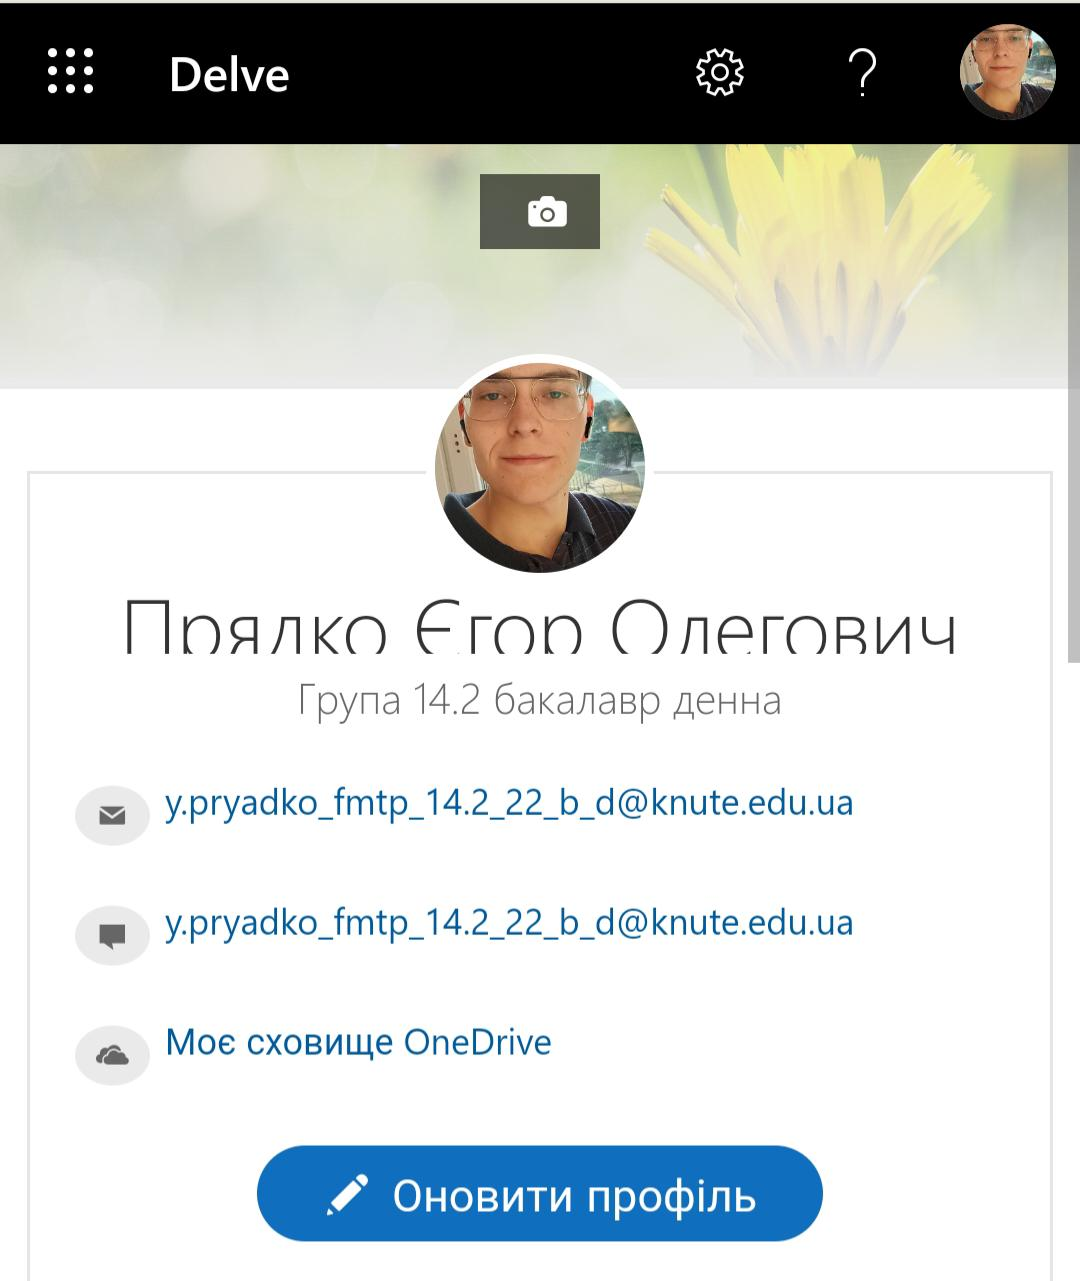 Delve
Прядко Єгор Олегович
Група 14.2 бакалавр денна
y.pryadko_fmtp_14.2_22_b_d@knute.edu.ua
y.pryadko_fmtp_14.2_22_b_d@knute.edu.ua
Моє сховище OneDrive
Оновити профіль